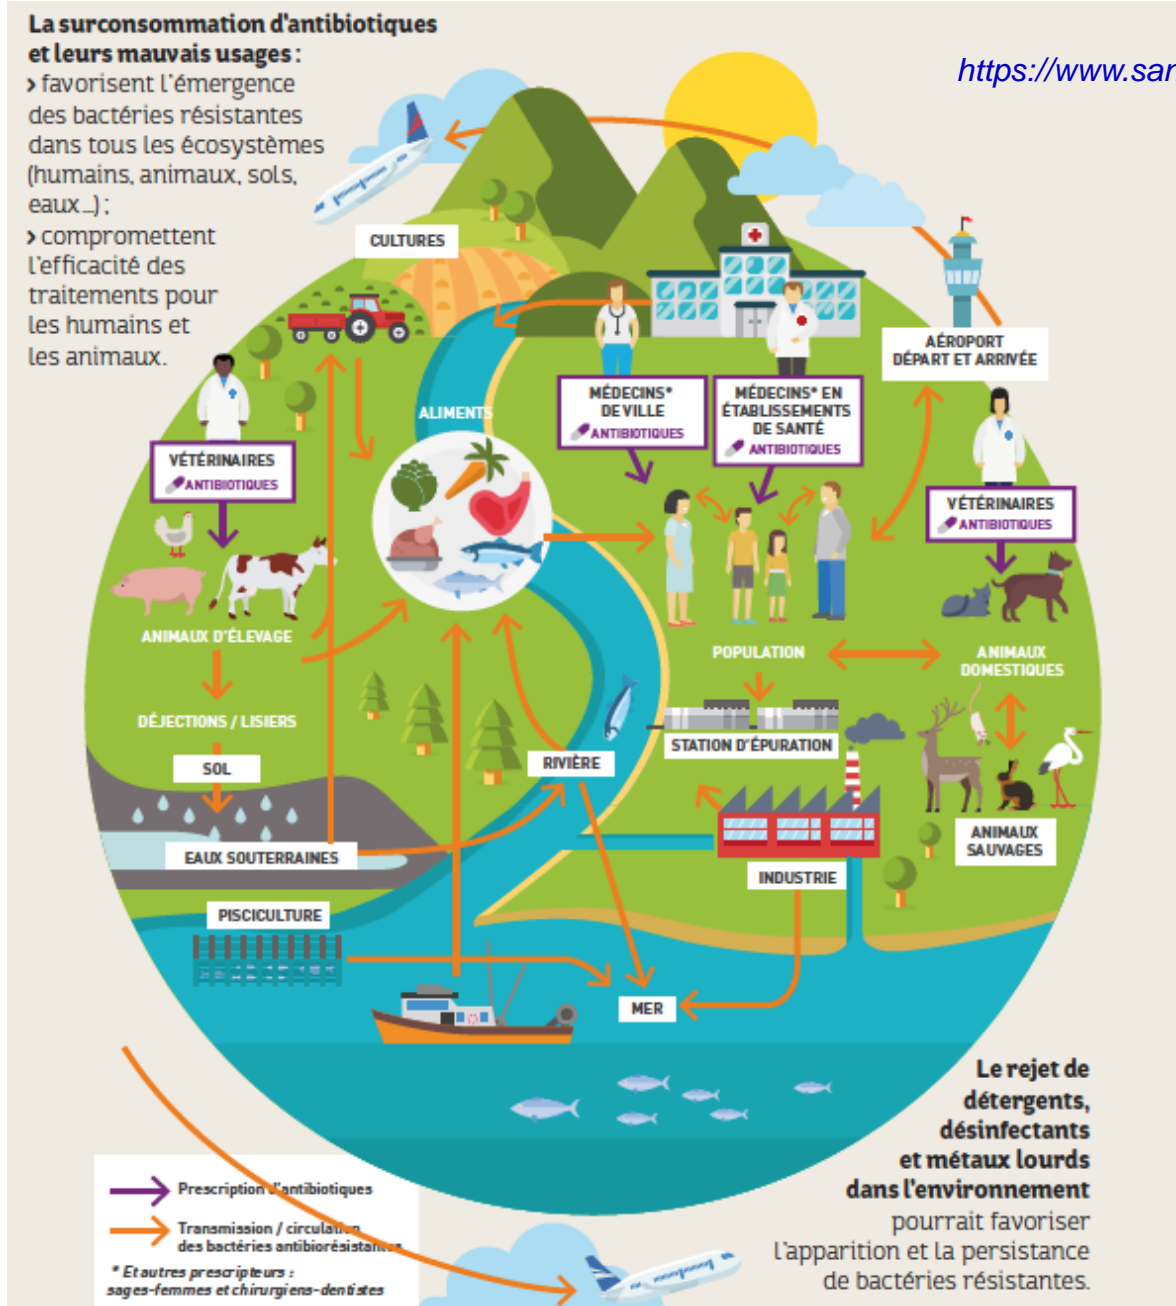 La surconsommation d'antibiotiques
et leurs mauvais usages :
› favorisent l'émergence
des bactéries résistantes
dans tous les écosystèmes
(humains, animaux, sols,
eaux…) ;
› compromettent
l'efficacité des
traitements pour
les humains et
les animaux.
https://www.sar
CULTURES
AÉROPORT
DÉPART ET ARRIVÉE
MÉDECINS*
DE VILLE
ANTIBIOTIQUES
MÉDECINS* EN
ÉTABLISSEMENTS
DE SANTÉ
ANTIBIOTIQUES
ALIMENTS
VÉTÉRINAIRES
ANTIBIOTIQUES
VÉTÉRINAIRES
ANTIBIOTIQUES
ANIMAUX D'ÉLEVAGE
POPULATION
ANIMAUX
DOMESTIQUES
DÉJECTIONS / LISIERS
STATION D'ÉPURATION
SOL
RIVIÈRE
ANIMAUX
SAUVAGES
EAUX SOUTERRAINES
INDUSTRIE
PISCICULTURE
MER
Le rejet de
détergents,
désinfectants
et métaux lourds
dans l'environnement
pourrait favoriser
l'apparition et la persistance
de bactéries résistantes.
Prescription d'antibiotiques
Transmission / circulation
des bactéries antibiorésistantes
* Et autres prescripteurs :
sages-femmes et chirurgiens-dentistes